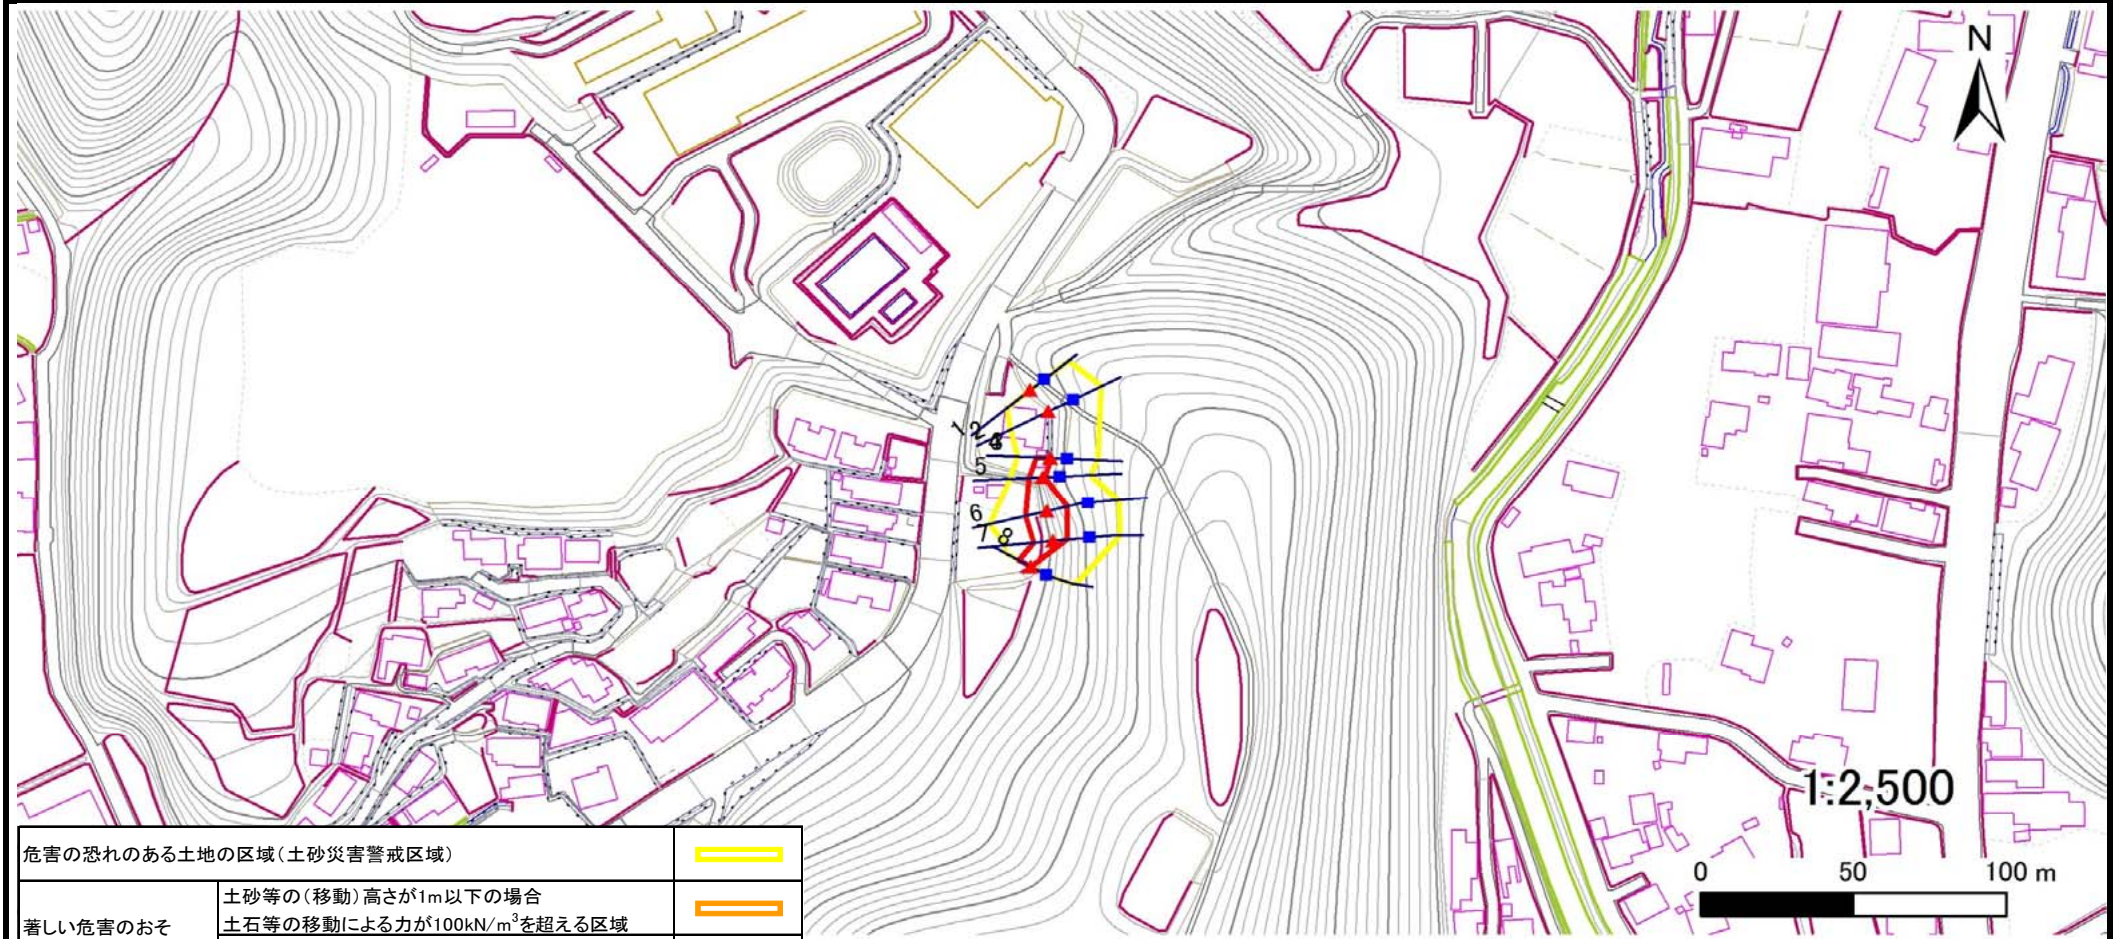 N
1
2
5
6
8
1:2,500
0 50 100 m
危害の恐れのある土地の区域(土砂災害警戒区域)
土砂等の(移動)高さが1m以下の場合
著しい危害のおそ
土石等の移動による力が100kN/m³を超える区域